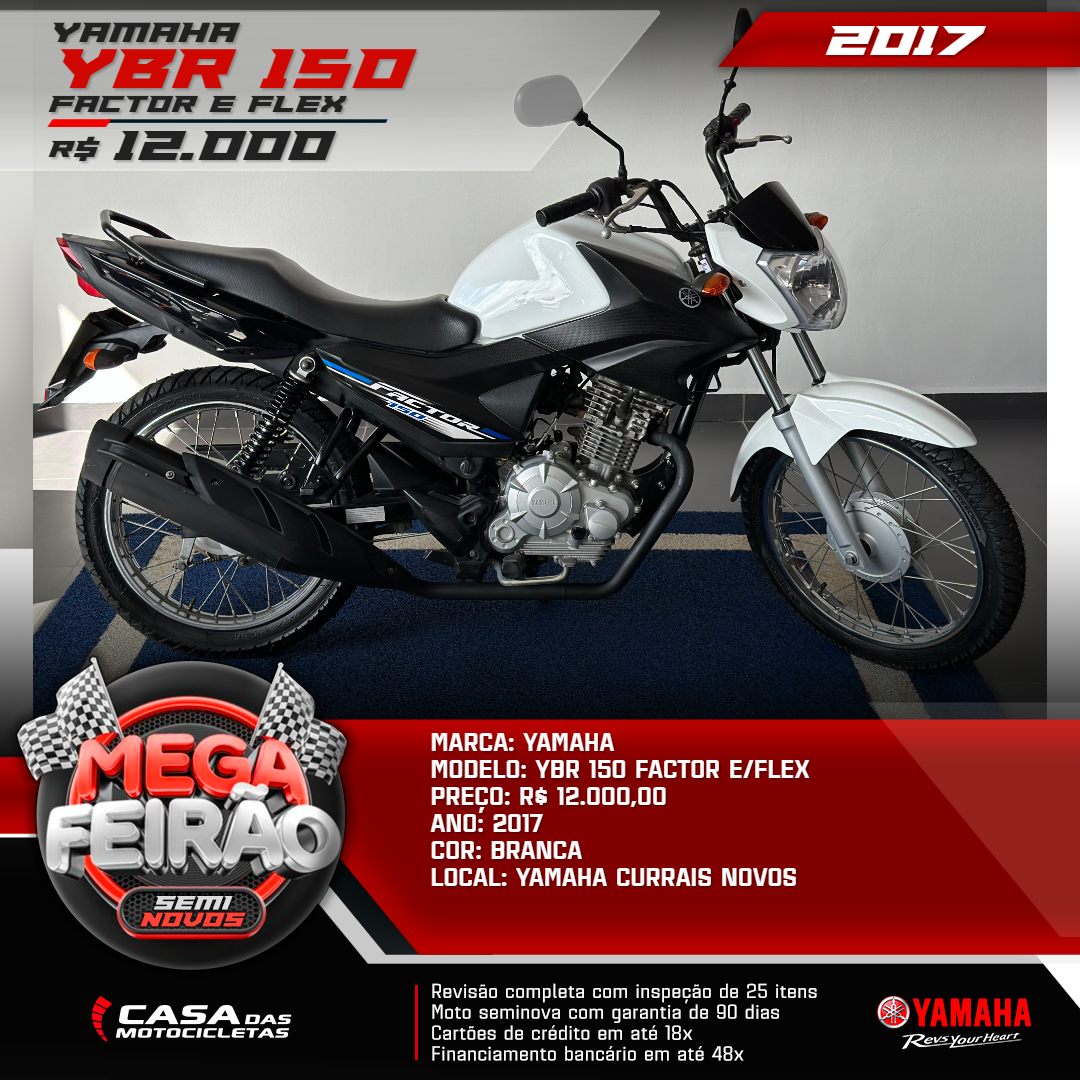 YAMAHA
YBR 150
FACTOR E FLEX
R$ 12.000
2017
FACTOR
150
YAMAHA
MEGA
FEIRÃO
SEMI
NOVOS
MARCA: YAMAHA
MODELO: YBR 150 FACTOR E/FLEX
PREÇO: R$ 12.000,00
ANO: 2017
COR: BRANCA
LOCAL: YAMAHA CURRAIS NOVOS
CASA DAS
MOTOCICLETAS
Revisão completa com inspeção de 25 itens
Moto seminova com garantia de 90 dias
Cartões de crédito em até 18x
Financiamento bancário em até 48x
YAMAHA
Revs Your Heart